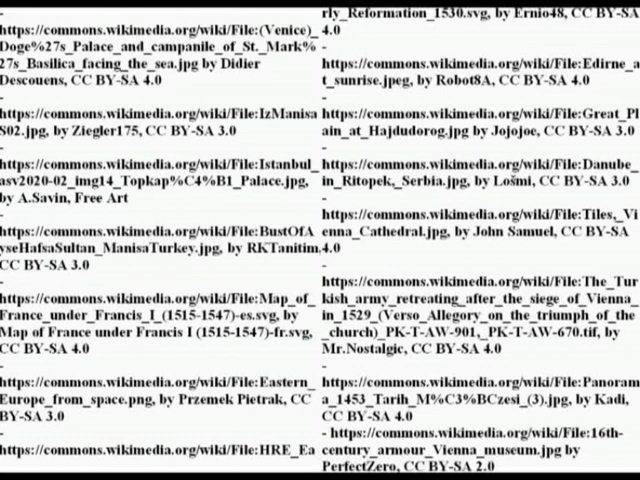 -
https://commons.wikimedia.org/wiki/File:(Venice)_
Doge%27s_Palace_and_campanile_of_St._Mark%
27s_Basilica_facing_the_sea.jpg by Didier
Descouens, CC BY-SA 4.0
-
https://commons.wikimedia.org/wiki/File:IzManisa
S02.jpg, by Ziegler175, CC BY-SA 3.0
-
https://commons.wikimedia.org/wiki/File:Istanbul_
asv2020-02_img14_Topkap%C4%B1_Palace.jpg,
by A.Savin, Free Art
-
https://commons.wikimedia.org/wiki/File:BustOfA
yseHafsaSultan_ManisaTurkey.jpg, by RKTanitim,
CC BY-SA 3.0
-
https://commons.wikimedia.org/wiki/File:Map_of_
France_under_Francis_I_(1515-1547)-es.svg, by
Map of France under Francis I (1515-1547)-fr.svg,
CC BY-SA 4.0
-
https://commons.wikimedia.org/wiki/File:Eastern_
Europe_from_space.png, by Przemek Pietrak, CC
BY-SA 3.0
-
https://commons.wikimedia.org/wiki/File:HRE_Ea
rly_Reformation_1530.svg, by Ernio48, CC BY-SA
4.0
-
https://commons.wikimedia.org/wiki/File:Edirne_a
t_sunrise.jpeg, by Robot8A, CC BY-SA 4.0
-
https://commons.wikimedia.org/wiki/File:Great_Pl
ain_at_Hajdudorog.jpg by Jojojoe, CC BY-SA 3.0
-
https://commons.wikimedia.org/wiki/File:Danube_
in_Ritopek,_Serbia.jpg, by Lošmi, CC BY-SA 3.0
-
https://commons.wikimedia.org/wiki/File:Tiles,_Vi
enna_Cathedral.jpg, by John Samuel, CC BY-SA
4.0
-
https://commons.wikimedia.org/wiki/File:The_Tur
kish_army_retreating_after_the_siege_of_Vienna_
in_1529_(Verso_Allegory_on_the_triumph_of_the
_church)_PK-T-AW-901,_PK-T-AW-670.tif, by
Mr.Nostalgic, CC BY-SA 4.0
-
https://commons.wikimedia.org/wiki/File:Panoram
a_1453_Tarih_M%C3%BCzesi_(3).jpg, by Kadi,
CC BY-SA 4.0
- https://commons.wikimedia.org/wiki/File:16th-
century_armour_Vienna_museum.jpg by
PerfectZero, CC BY-SA 2.0